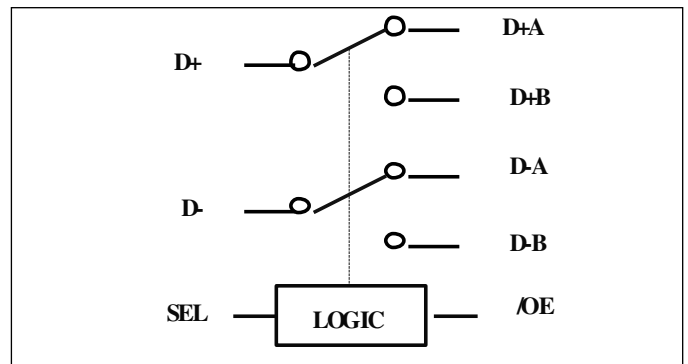 D+A
D+
D+B
D-A
D-
D-B
SEL
LOGIC
/OE